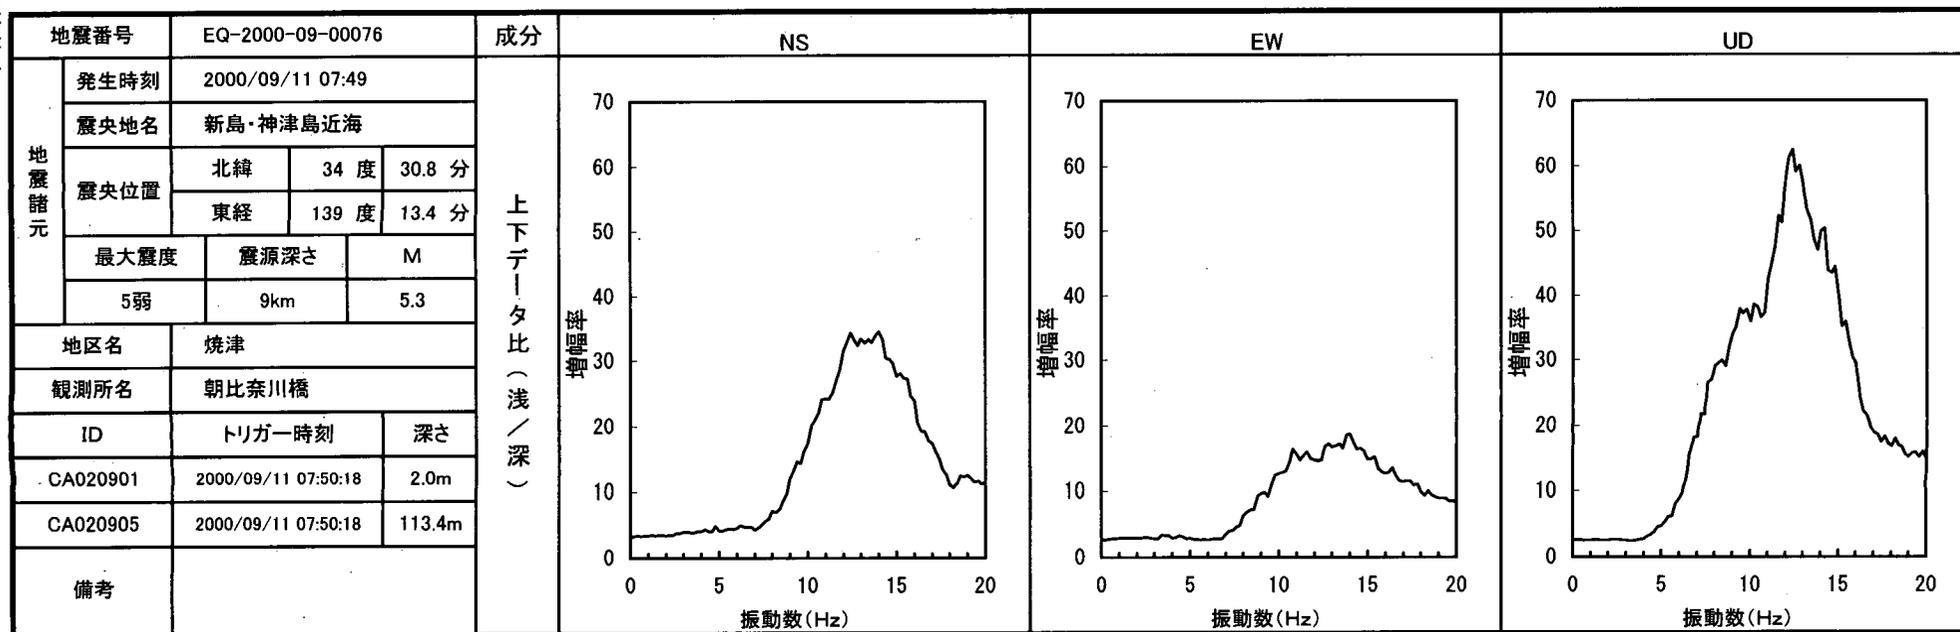 地震番号 EQ-2000-09-00076 成分 NS EW UD
地震諸元
発生時刻 2000/09/11 07:49
震央地名 新島・神津島近海
震央位置 北緯 34 度 30.8 分
東経 139 度 13.4 分
最大震度 震源深さ M
5弱 9km 5.3
地区名 焼津
観測所名 朝比奈川橋
ID トリガー時刻 深さ
CA020901 2000/09/11 07:50:18 2.0m
CA020905 2000/09/11 07:50:18 113.4m
備考
上下データ比(浅/深)
増幅率
70
60
50
40
30
20
10
0
0 5 10 15 20
振動数(Hz)
増幅率
70
60
50
40
30
20
10
0
0 5 10 15 20
振動数(Hz)
増幅率
70
60
50
40
30
20
10
0
0 5 10 15 20
振動数(Hz)